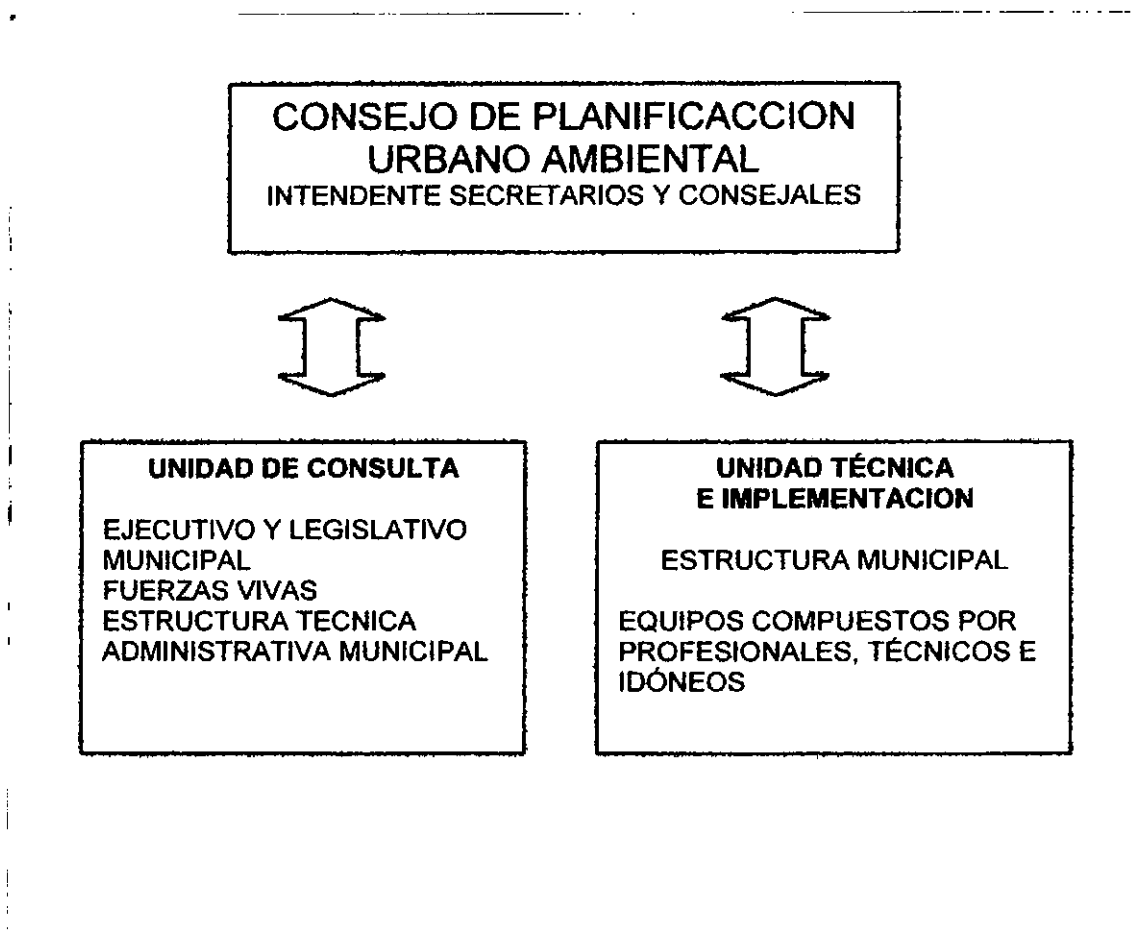 CONSEJO DE PLANIFICACCION
URBANO AMBIENTAL
INTENDENTE SECRETARIOS Y CONSEJALES
UNIDAD DE CONSULTA
EJECUTIVO Y LEGISLATIVO
MUNICIPAL
FUERZAS VIVAS
ESTRUCTURA TECNICA
ADMINISTRATIVA MUNICIPAL
UNIDAD TÉCNICA
E IMPLEMENTACION
ESTRUCTURA MUNICIPAL
EQUIPOS COMPUESTOS POR
PROFESIONALES, TÉCNICOS E
IDÓNEOS